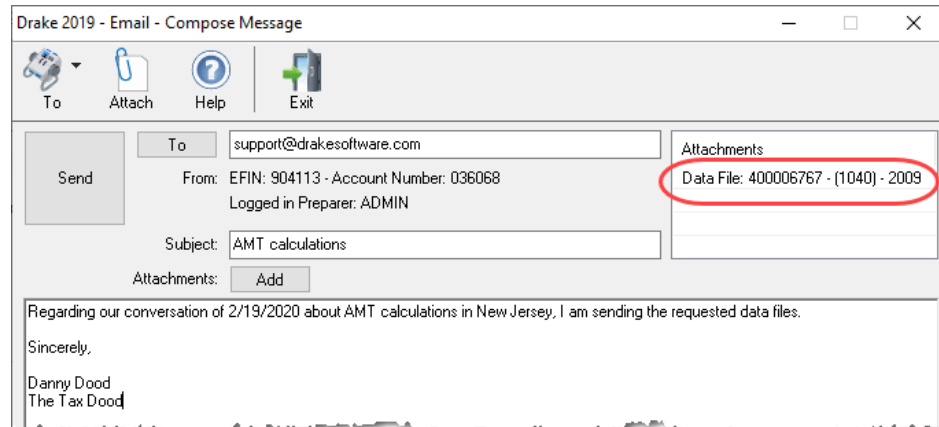 Drake 2019 - Email - Compose Message
To Attach Help Exit
Send
To support@drakesoftware.com
From: EFIN: 904113 - Account Number: 036068
Logged in Preparer: ADMIN
Subject: AMT calculations
Attachments: Add
Attachments
Data File: 400006767 - (1040) - 2009
Regarding our conversation of 2/19/2020 about AMT calculations in New Jersey, I am sending the requested data files.
Sincerely,
Danny Dood
The Tax Dood